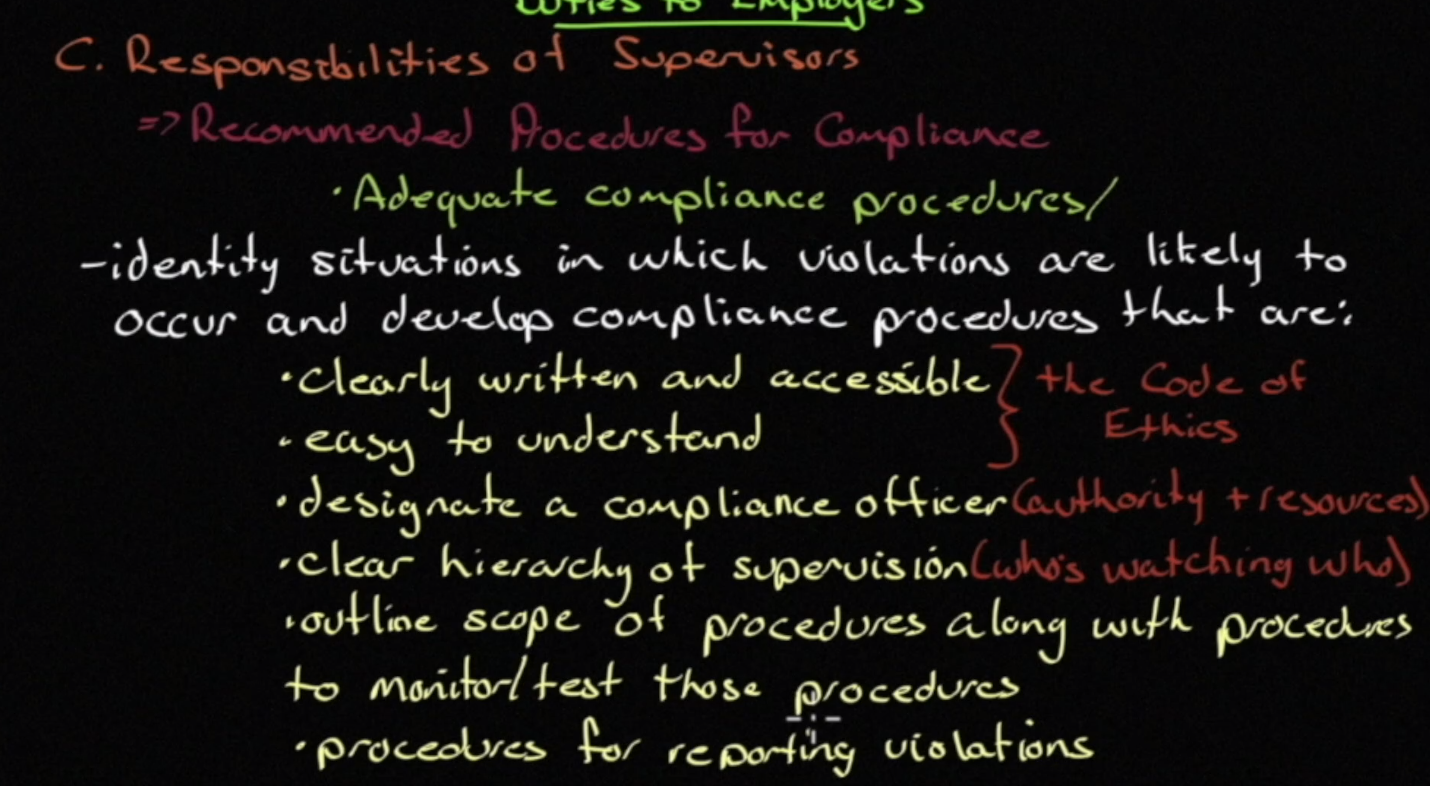 Duties to Employers
C. Responsibilities of Supervisors
=> Recommended Procedures for Compliance
· Adequate compliance procedures/
- identity situations in which violations are likely to
occur and develop compliance procedures that are:
· clearly written and accessible } the Code of
· easy to understand Ethics
· designate a compliance officer (authority + resources)
· clear hierarchy of supervision (who's watching who)
· outline scope of procedures along with procedures
to monitor/test those procedures
· procedures for reporting violations